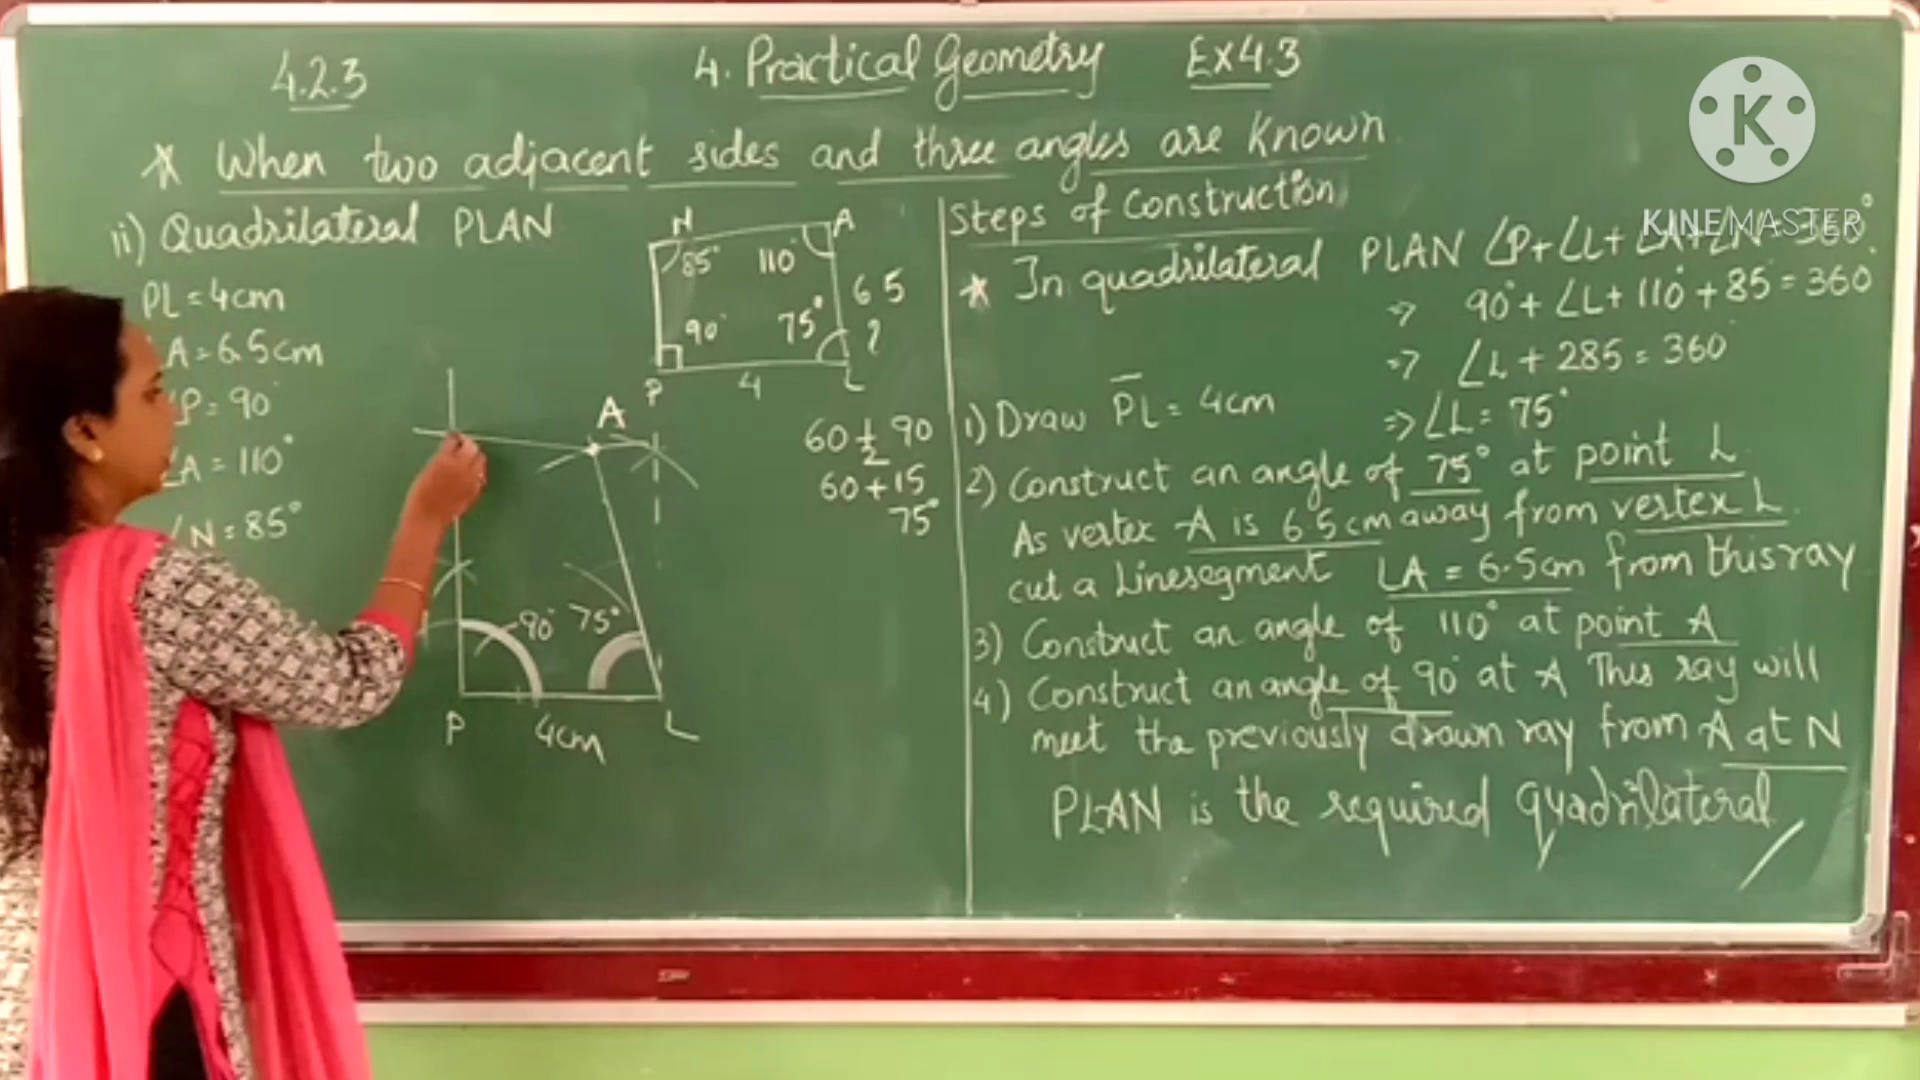 4.2.3
4. Practical Geometry Ex 4.3
* When two adjacent sides and three angles are known
ii) Quadrilateral PLAN
PL = 4cm
A = 6.5cm
∠P = 90°
∠A = 110°
∠N = 85°
N A
85° 110°
6 5
90° 75° ?
P 4 L
60 + 1/2 90
60 + 15
75°
A
90° 75°
P 4cm L
Steps of Construction
* In quadrilateral PLAN ∠P + ∠L + ∠A + ∠N = 360°
⇒ 90° + ∠L + 110° + 85° = 360°
⇒ ∠L + 285 = 360°
⇒ ∠L = 75°
1) Draw PL = 4cm
2) Construct an angle of 75° at point L
As vertex A is 6.5cm away from vertex L
cut a Linesegment LA = 6.5cm from this ray
3) Construct an angle of 110° at point A
4) Construct an angle of 90° at A This ray will
meet the previously drawn ray from A at N
PLAN is the required quadrilateral
K
KINEMASTER